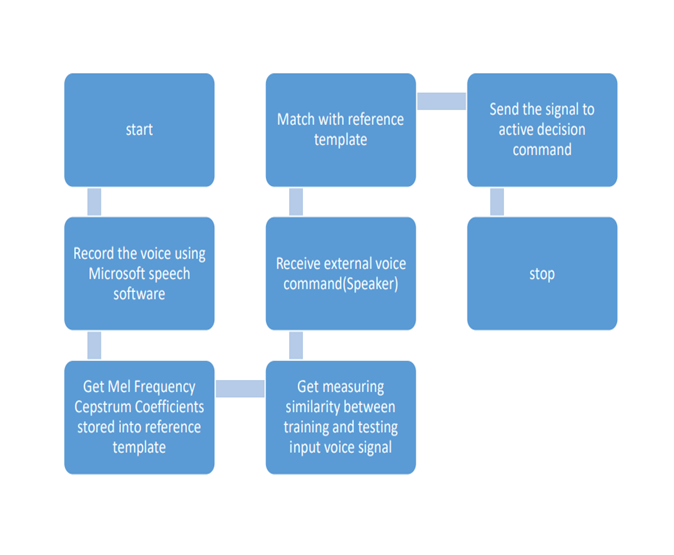 start
Record the voice using
Microsoft speech
software
Get Mel Frequency
Cepstrum Coefficients
stored into reference
template
Get measuring
similarity between
training and testing
input voice signal
Receive external voice
command(Speaker)
Match with reference
template
Send the signal to
active decision
command
stop